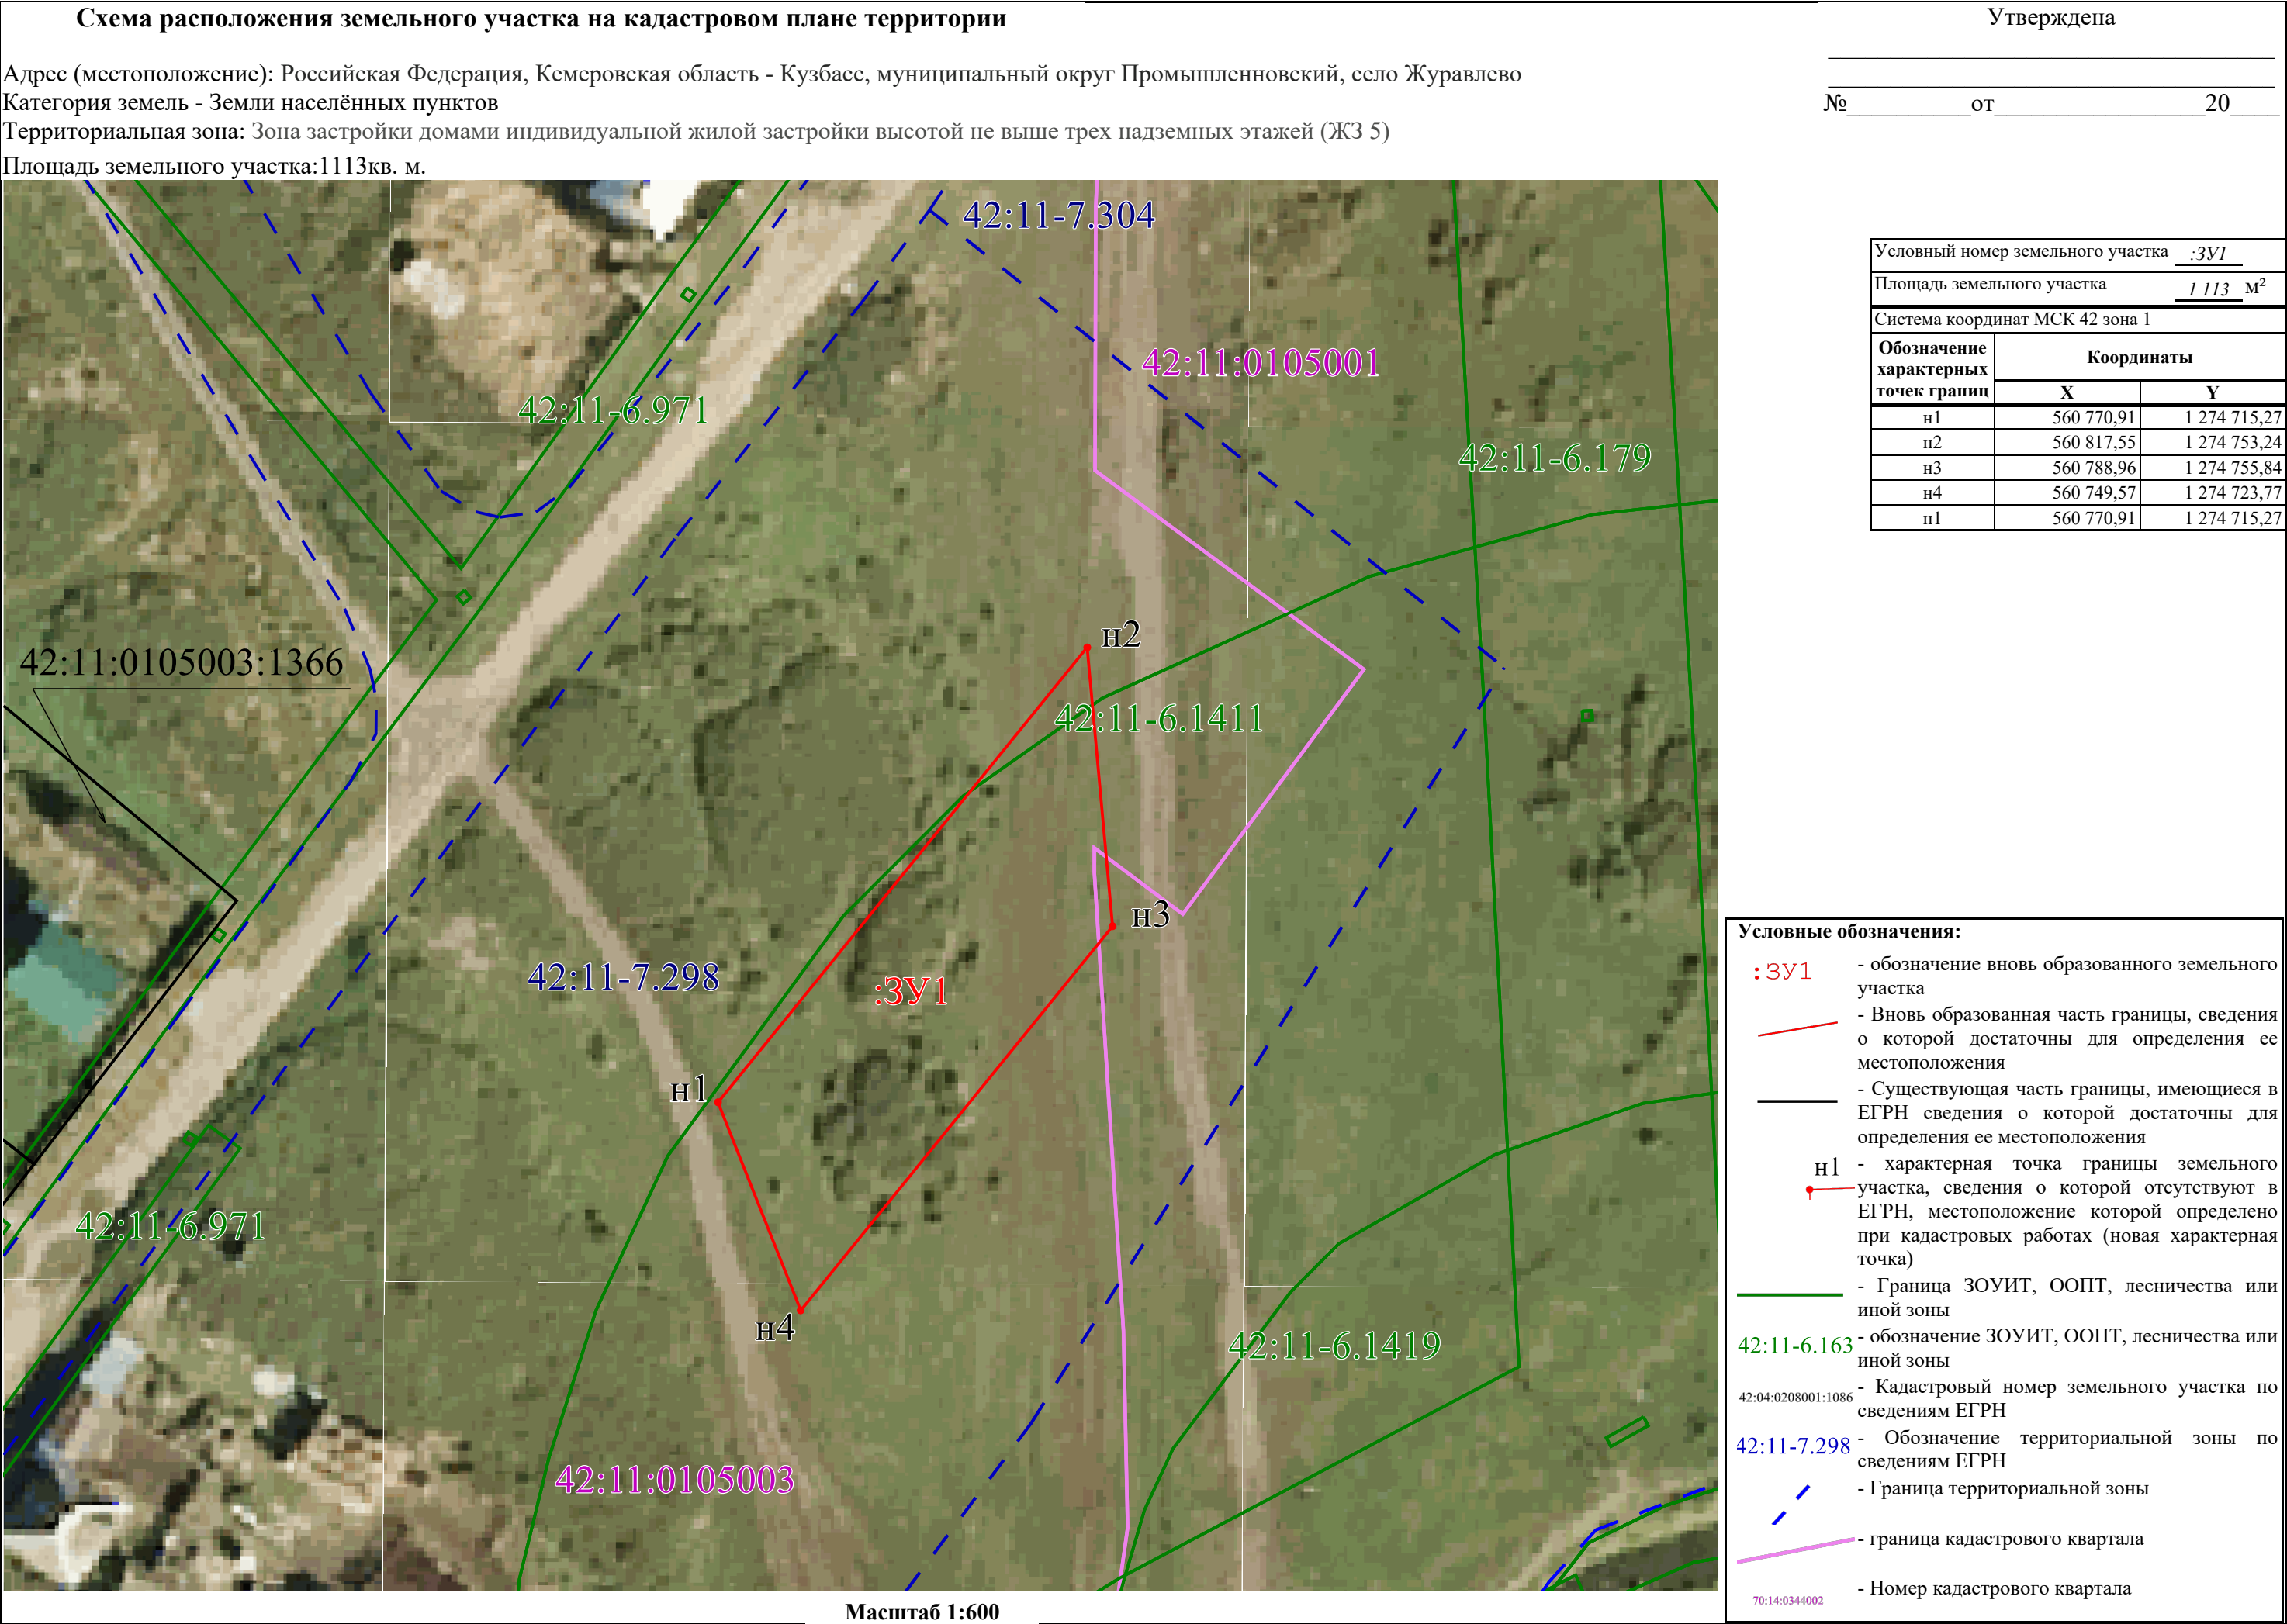 Схема расположения земельного участка на кадастровом плане территории
Утверждена
Адрес (местоположение): Российская Федерация, Кемеровская область - Кузбасс, муниципальный округ Промышленновский, село Журавлево
Категория земель - Земли населённых пунктов
№ от 20
Территориальная зона: Зона застройки домами индивидуальной жилой застройки высотой не выше трех надземных этажей (ЖЗ 5)
Площадь земельного участка:1113кв. м.
42:11-7.304
42:11:0105001
42:11-6.971
42:11-6.179
н2
42:11:0105003:1366
42:11-6.1411
н3
42:11-7.298
:ЗУ1
н1
42:11-6.971
н4
42:11-6.1419
42:11:0105003
Масштаб 1:600
Условный номер земельного участка :ЗУ1
Площадь земельного участка 1 113 м²
Система координат МСК 42 зона 1
Обозначение
характерных
точек границ
Координаты
X Y
н1 560 770,91 1 274 715,27
н2 560 817,55 1 274 753,24
н3 560 788,96 1 274 755,84
н4 560 749,57 1 274 723,77
н1 560 770,91 1 274 715,27
Условные обозначения:
:ЗУ1 - обозначение вновь образованного земельного
участка
- Вновь образованная часть границы, сведения
о которой достаточны для определения ее
местоположения
- Существующая часть границы, имеющиеся в
ЕГРН сведения о которой достаточны для
определения ее местоположения
н1 - характерная точка границы земельного
участка, сведения о которой отсутствуют в
ЕГРН, местоположение которой определено
при кадастровых работах (новая характерная
точка)
- Граница ЗОУИТ, ООПТ, лесничества или
иной зоны
42:11-6.163 - обозначение ЗОУИТ, ООПТ, лесничества или
иной зоны
42:04:0208001:1086 - Кадастровый номер земельного участка по
сведениям ЕГРН
42:11-7.298 - Обозначение территориальной зоны по
сведениям ЕГРН
- Граница территориальной зоны
- граница кадастрового квартала
70:14:0344002 - Номер кадастрового квартала